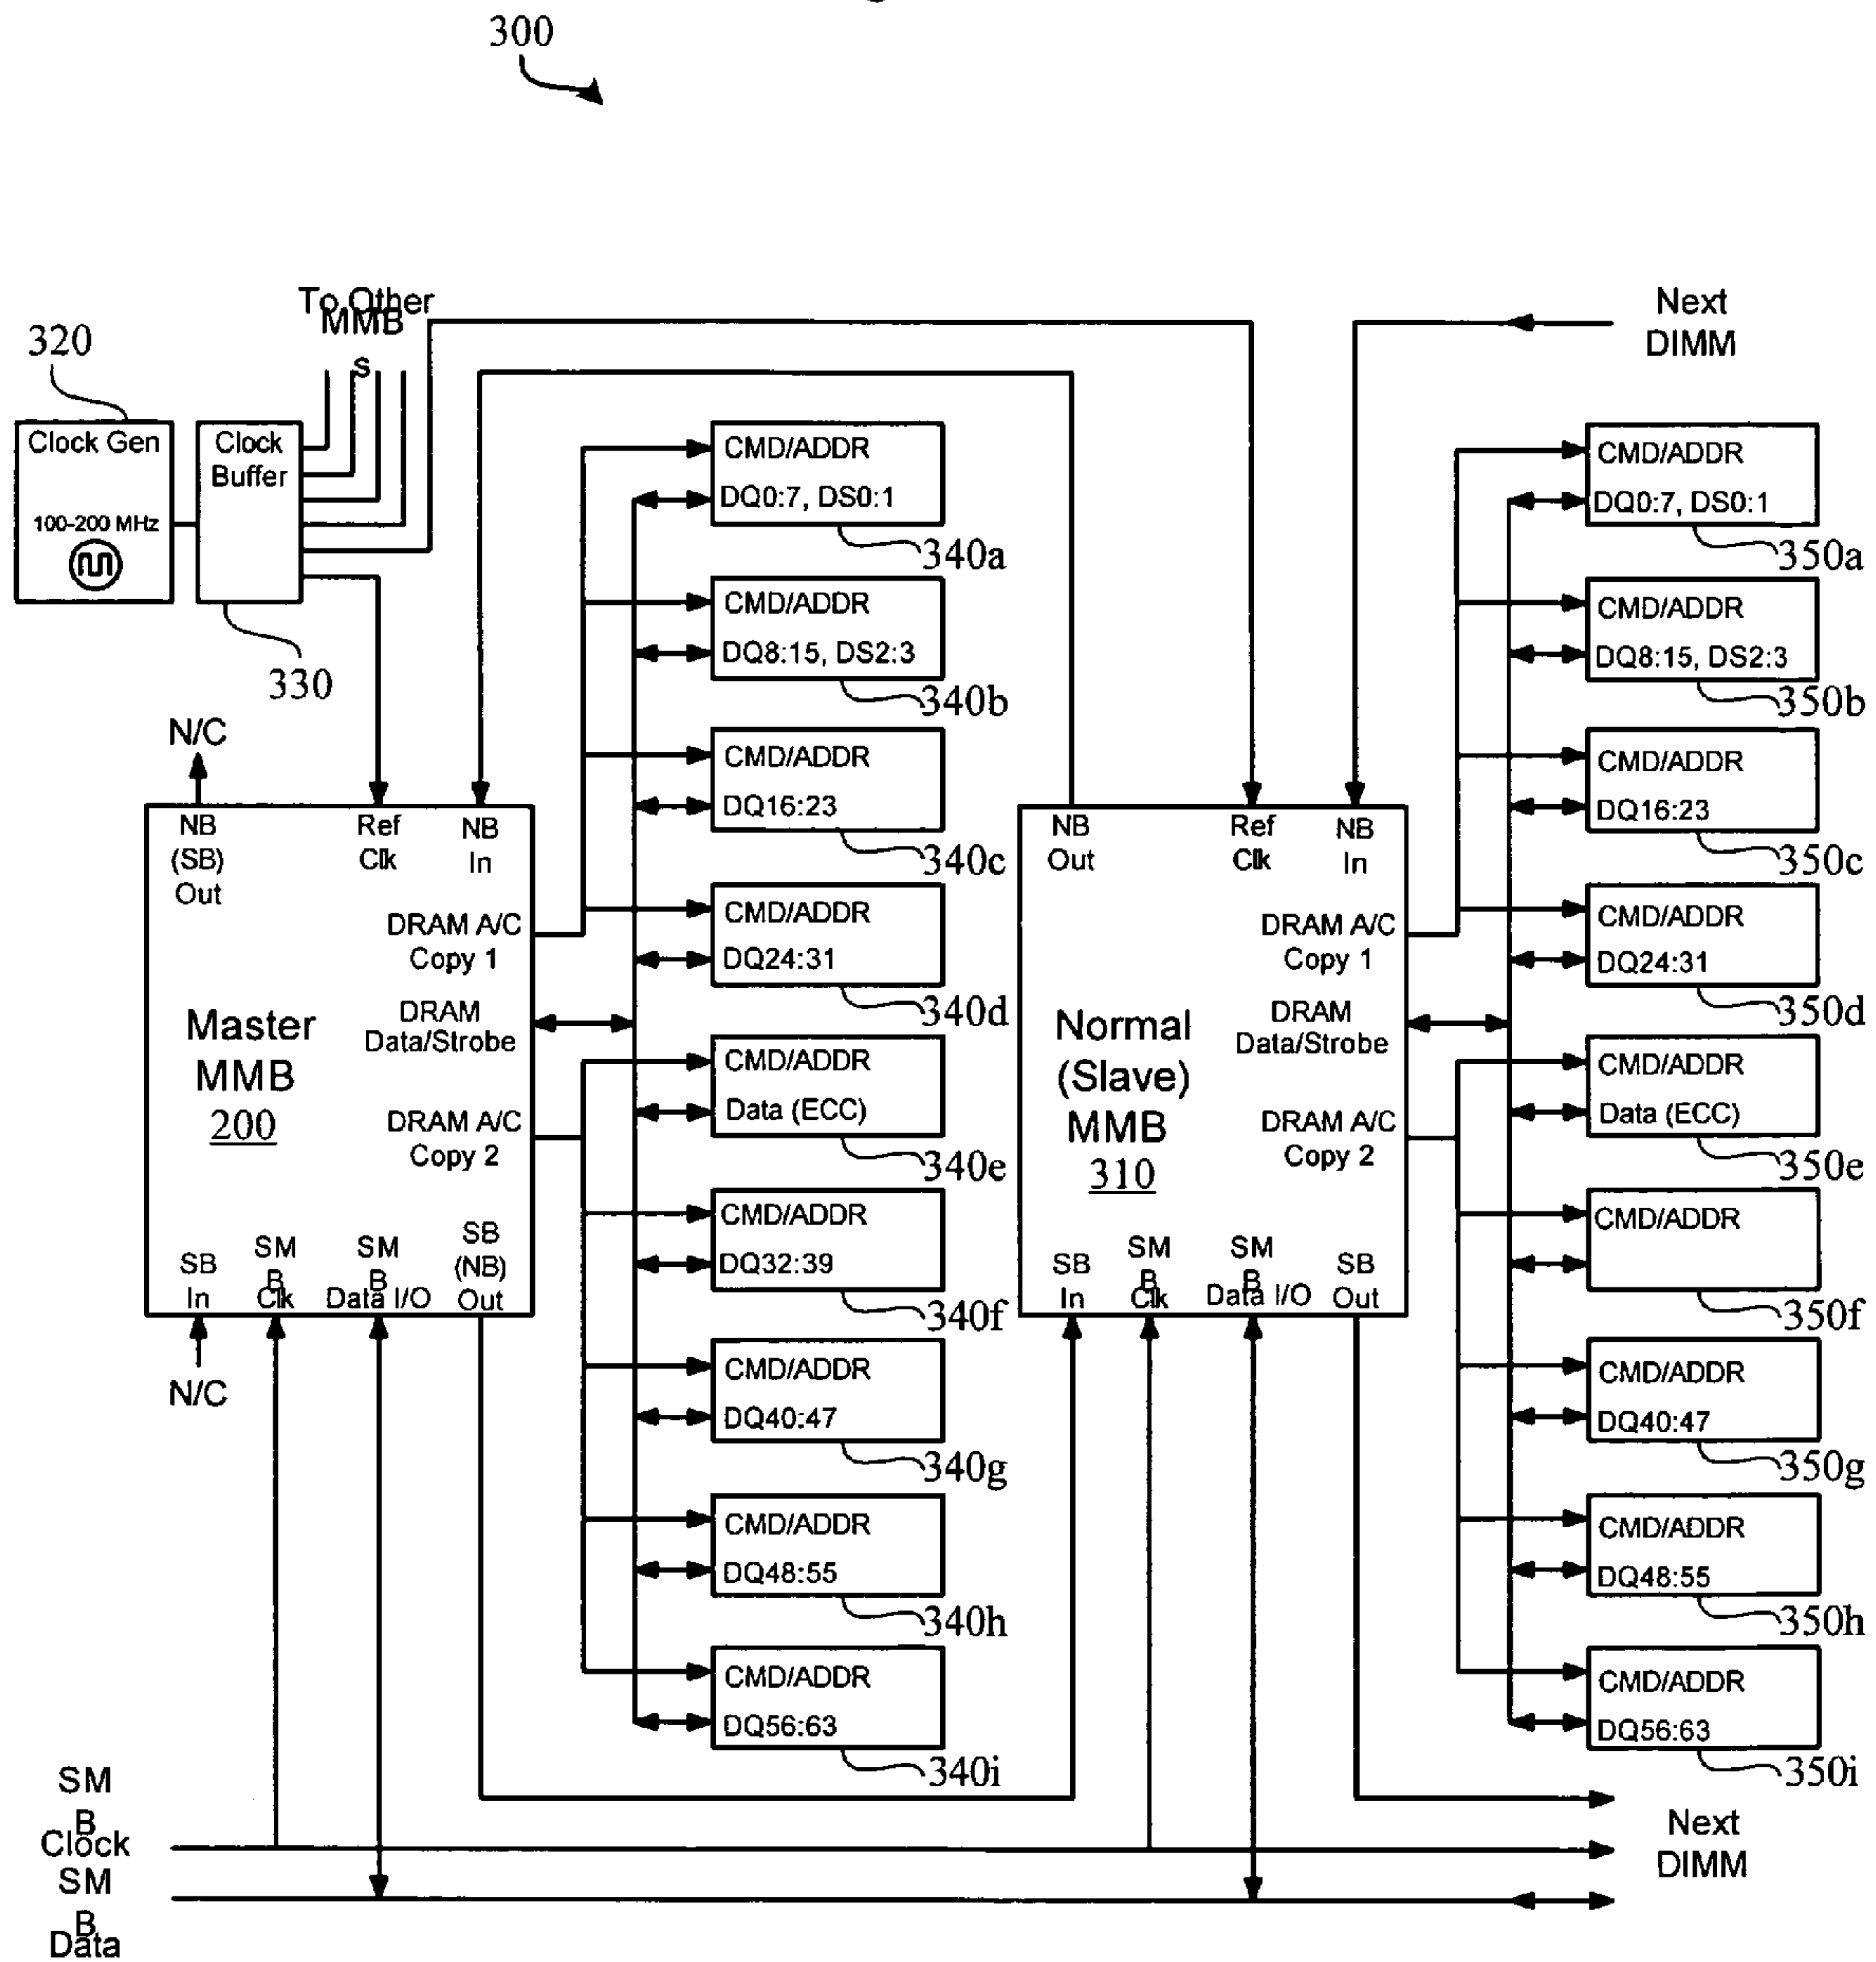 300
To Other
MMB
s
Next
DIMM
320
Clock Gen
100-200 MHz
Clock
Buffer
330
CMD/ADDR
DQ0:7, DS0:1
340a
CMD/ADDR
DQ8:15, DS2:3
340b
CMD/ADDR
DQ16:23
340c
CMD/ADDR
DQ24:31
340d
CMD/ADDR
Data (ECC)
340e
CMD/ADDR
DQ32:39
340f
CMD/ADDR
DQ40:47
340g
CMD/ADDR
DQ48:55
340h
CMD/ADDR
DQ56:63
340i
CMD/ADDR
DQ0:7, DS0:1
350a
CMD/ADDR
DQ8:15, DS2:3
350b
CMD/ADDR
DQ16:23
350c
CMD/ADDR
DQ24:31
350d
CMD/ADDR
Data (ECC)
350e
CMD/ADDR
350f
CMD/ADDR
DQ40:47
350g
CMD/ADDR
DQ48:55
350h
CMD/ADDR
DQ56:63
350i
N/C
NB
(SB)
Out
Ref
Clk
NB
In
DRAM A/C
Copy 1
DRAM
Data/Strobe
DRAM A/C
Copy 2
Master
MMB
200
SB
In
SM
B
Clk
SM
B
Data I/O
SB
(NB)
Out
N/C
NB
Out
Ref
Clk
NB
In
DRAM A/C
Copy 1
DRAM
Data/Strobe
DRAM A/C
Copy 2
Normal
(Slave)
MMB
310
SB
In
SM
B
Clk
SM
B
Data I/O
SB
Out
SM
B
Clock
SM
B
Data
Next
DIMM